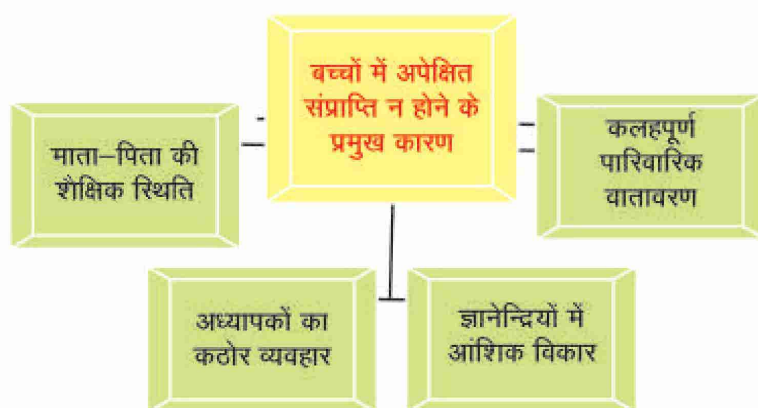 बच्चों में अपेक्षित
संप्राप्ति न होने के
प्रमुख कारण
माता–पिता की
शैक्षिक स्थिति
कलहपूर्ण
पारिवारिक
वातावरण
अध्यापकों का
कठोर व्यवहार
ज्ञानेन्द्रियों में
आंशिक विकार